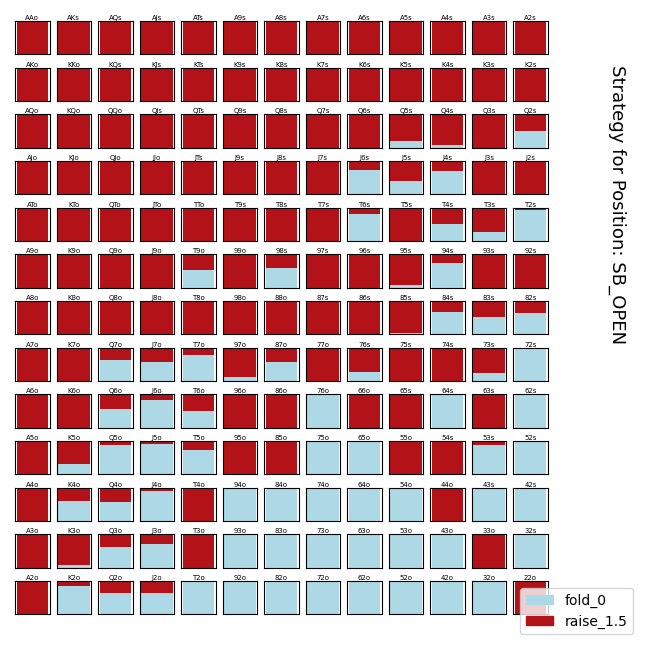 AAo AKs AQs AJs ATs A9s A8s A7s A6s A5s A4s A3s A2s
AKo KKo KQs KJs KTs K9s K8s K7s K6s K5s K4s K3s K2s
AQo KQo QQo QJs QTs Q9s Q8s Q7s Q6s Q5s Q4s Q3s Q2s
AJo KJo QJo JJo JTs J9s J8s J7s J6s J5s J4s J3s J2s
ATo KTo QTo JTo TTo T9s T8s T7s T6s T5s T4s T3s T2s
A9o K9o Q9o J9o T9o 99o 98s 97s 96s 95s 94s 93s 92s
A8o K8o Q8o J8o T8o 98o 88o 87s 86s 85s 84s 83s 82s
A7o K7o Q7o J7o T7o 97o 87o 77o 76s 75s 74s 73s 72s
A6o K6o Q6o J6o T6o 96o 86o 76o 66o 65s 64s 63s 62s
A5o K5o Q5o J5o T5o 95o 85o 75o 65o 55o 54s 53s 52s
A4o K4o Q4o J4o T4o 94o 84o 74o 64o 54o 44o 43s 42s
A3o K3o Q3o J3o T3o 93o 83o 73o 63o 53o 43o 33o 32s
A2o K2o Q2o J2o T2o 92o 82o 72o 62o 52o 42o 32o 22o
Strategy for Position: SB_OPEN
fold_0
raise_1.5